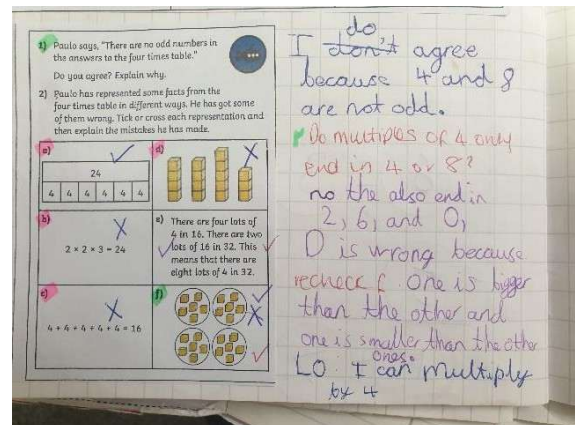 1) Paulo says, "There are no odd numbers in
the answers to the four times table."
Do you agree? Explain why.
2) Paulo has represented some facts from the
four times table in different ways. He has got some
of them wrong. Tick or cross each representation and
then explain the mistakes he has made.
a)
24
4 4 4 4 4 4
d)
b)
2 × 2 × 3 = 24
e) There are four lots of
4 in 16. There are two
lots of 16 in 32. This
means that there are
eight lots of 4 in 32.
c)
4 + 4 + 4 + 4 + 4 = 16
f)
do
I don't agree
because 4 and 8
are not odd.
Do multiples of 4 only
end in 4 or 8?
no the also end in
2, 6, and 0,
D is wrong because
recheck f. One is bigger
than the other and
one is smaller than the other
ones.
LO I can multiply
by 4